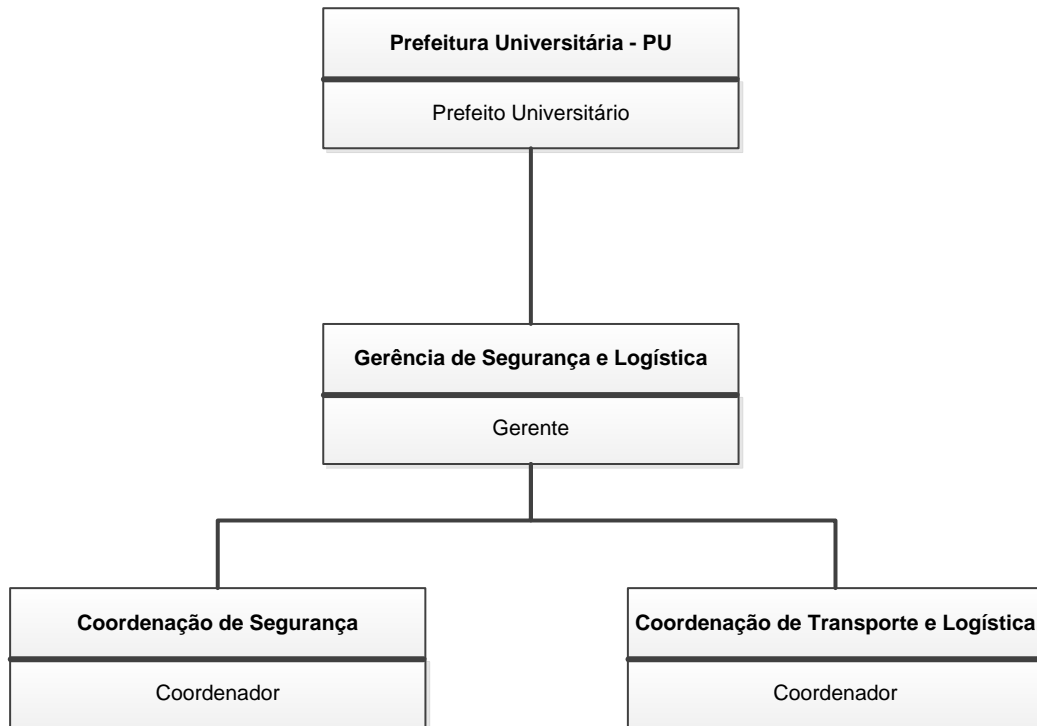 Prefeitura Universitária - PU
Prefeito Universitário
Gerência de Segurança e Logística
Gerente
Coordenação de Segurança
Coordenador
Coordenação de Transporte e Logística
Coordenador